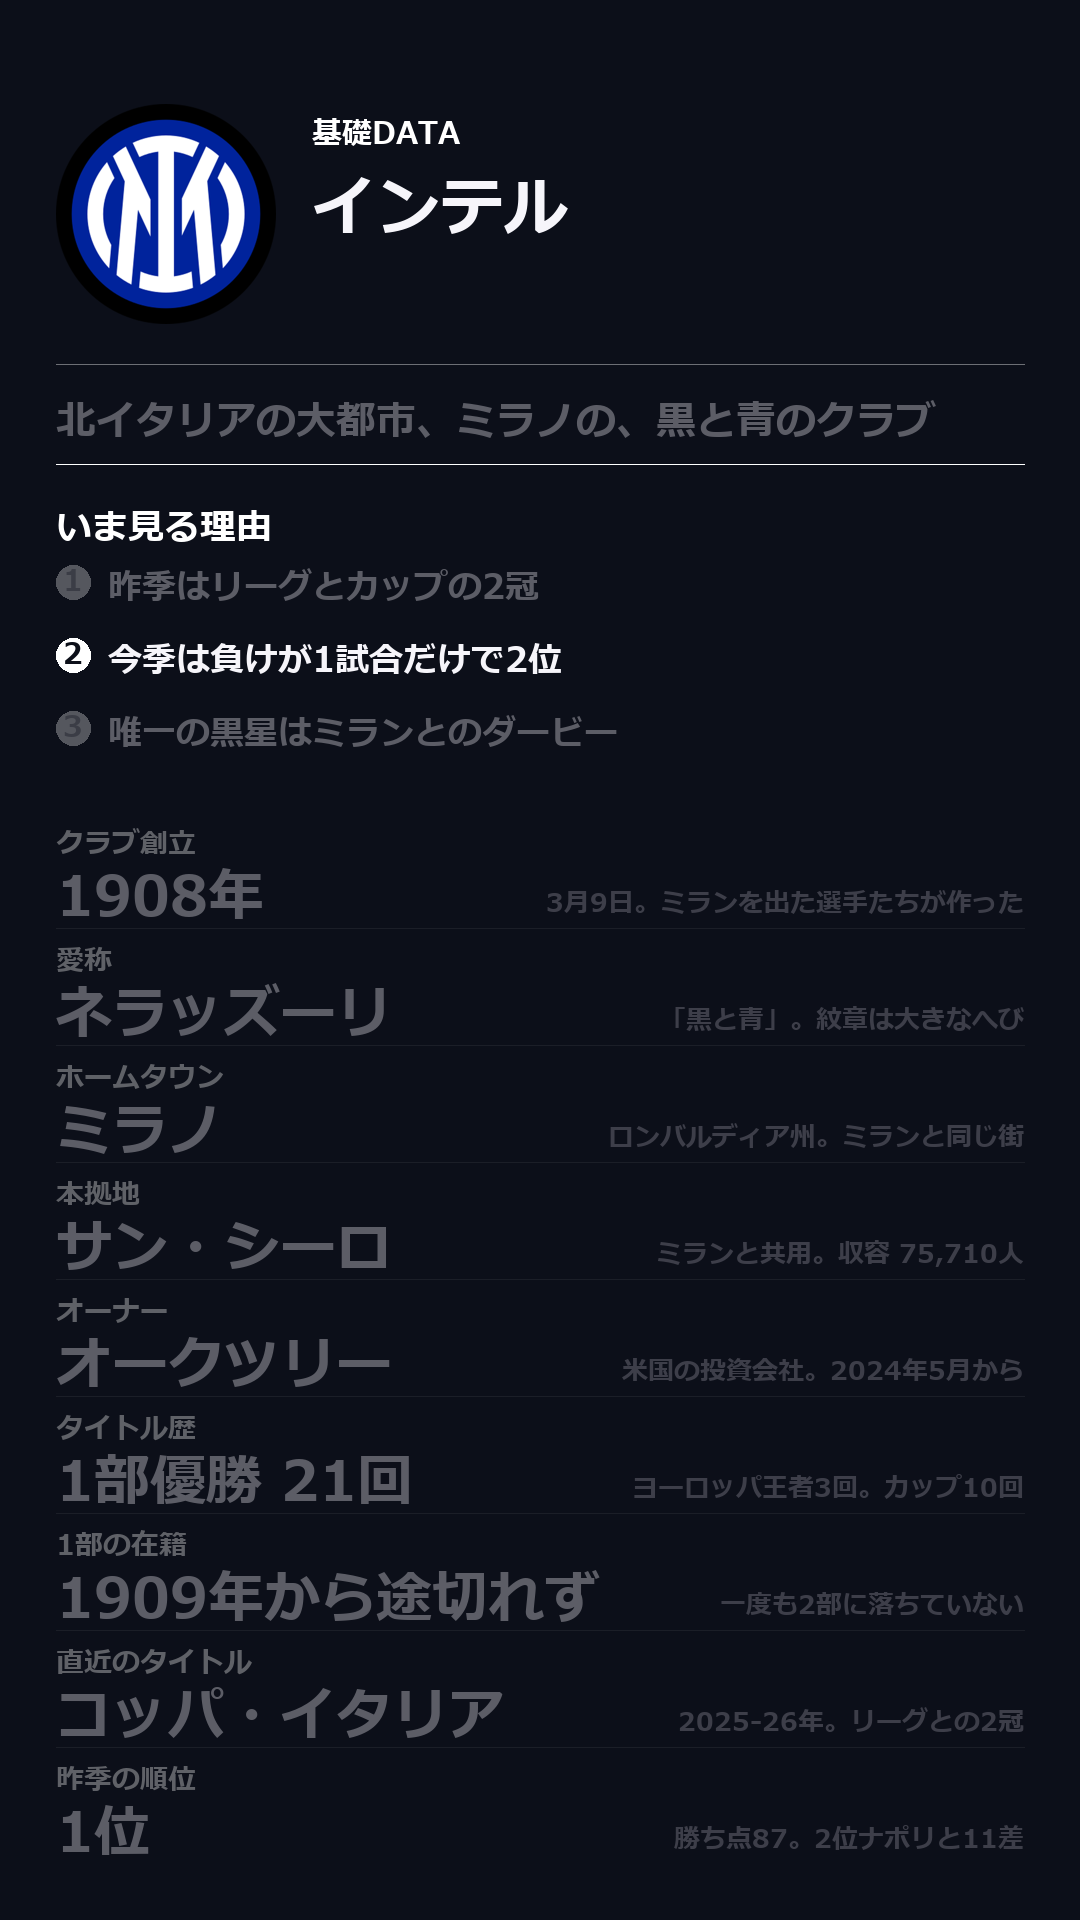 基礎DATA
インテル
北イタリアの大都市、ミラノの、黒と青のクラブ
いま見る理由
1 昨季はリーグとカップの2冠
2 今季は負けが1試合だけで2位
3 唯一の黒星はミランとのダービー
クラブ創立
1908年 3月9日。ミランを出た選手たちが作った
愛称
ネラッズーリ 「黒と青」。紋章は大きなへび
ホームタウン
ミラノ ロンバルディア州。ミランと同じ街
本拠地
サン・シーロ ミランと共用。収容 75,710人
オーナー
オークツリー 米国の投資会社。2024年5月から
タイトル歴
1部優勝 21回 ヨーロッパ王者3回。カップ10回
1部の在籍
1909年から途切れず 一度も2部に落ちていない
直近のタイトル
コッパ・イタリア 2025-26年。リーグとの2冠
昨季の順位
1位 勝ち点87。2位ナポリと11差